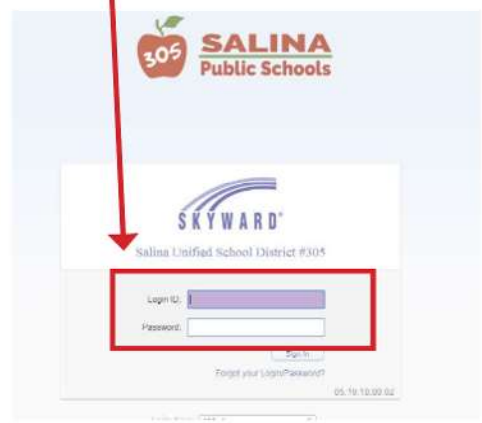 305 SALINA
Public Schools
SKYWARD
Salina Unified School District #305
Login ID:
Password:
Sign In
Forgot your Login/Password?
05.19.10.00.02